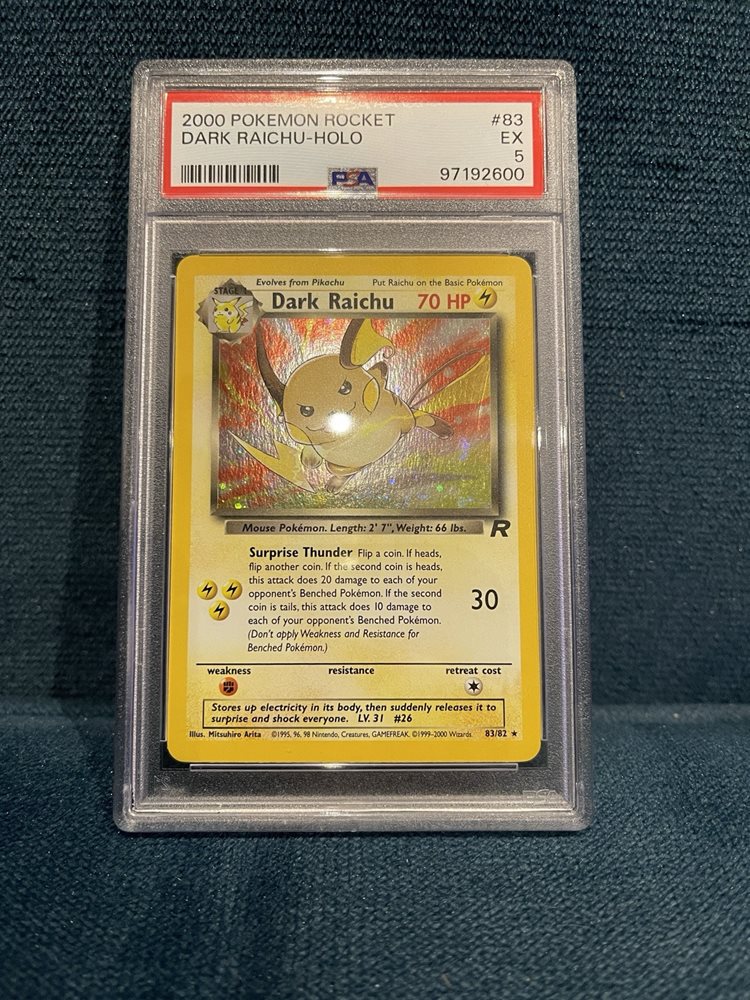 2000 POKEMON ROCKET #83
DARK RAICHU-HOLO EX
5
PSA 97192600
Evolves from Pikachu Put Raichu on the Basic Pokémon
STAGE 1
Dark Raichu 70 HP
Mouse Pokémon. Length: 2' 7", Weight: 66 lbs.
R
Surprise Thunder Flip a coin. If heads,
flip another coin. If the second coin is heads,
this attack does 20 damage to each of your
opponent's Benched Pokémon. If the second
coin is tails, this attack does 10 damage to
each of your opponent's Benched Pokémon.
(Don't apply Weakness and Resistance for
Benched Pokémon.)
30
weakness resistance retreat cost
Stores up electricity in its body, then suddenly releases it to
surprise and shock everyone. LV. 31 #26
Illus. Mitsuhiro Arita ©1995, 96, 98 Nintendo, Creatures, GAMEFREAK. ©1999-2000 Wizards. 83/82 ★